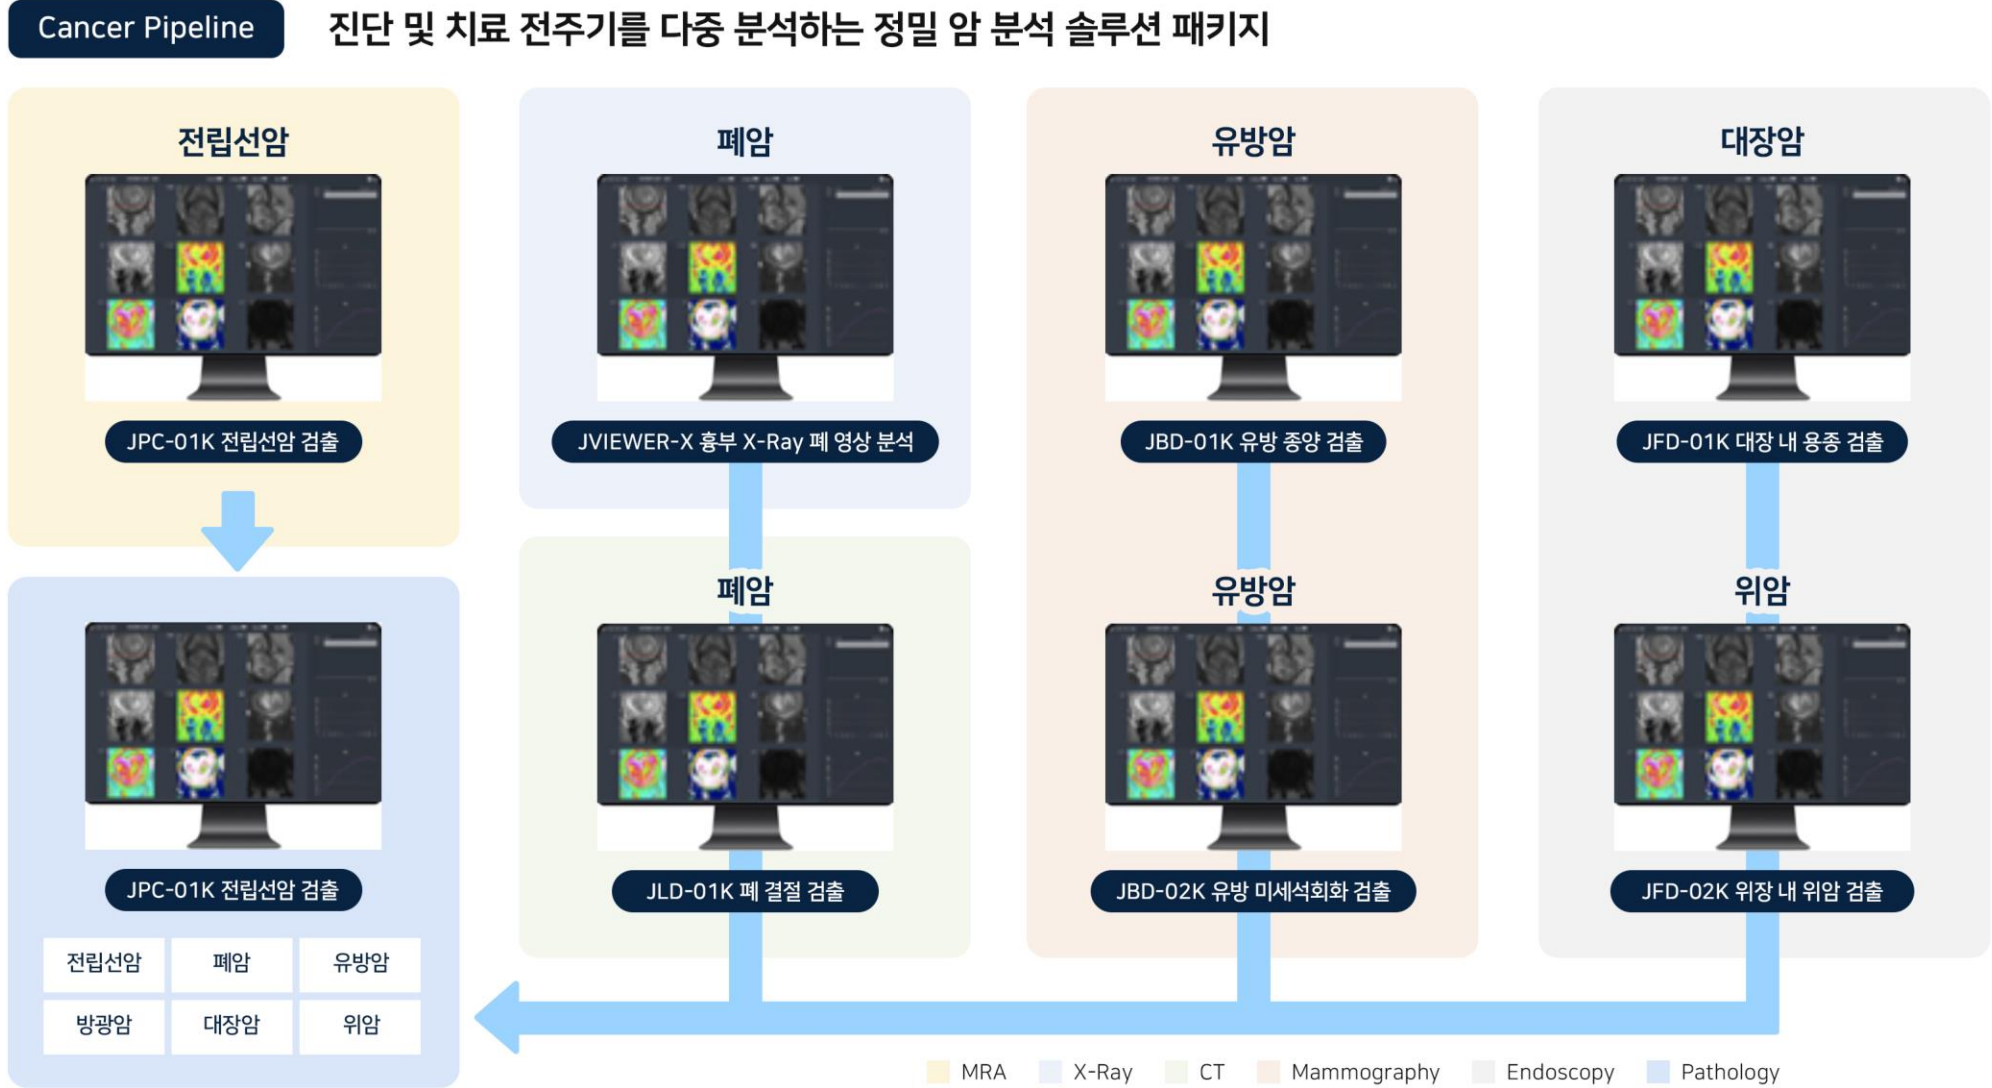 Cancer Pipeline
진단 및 치료 전주기를 다중 분석하는 정밀 암 분석 솔루션 패키지
전립선암
JPC-01K 전립선암 검출
폐암
JVIEWER-X 흉부 X-Ray 폐 영상 분석
유방암
JBD-01K 유방 종양 검출
대장암
JFD-01K 대장 내 용종 검출
JPC-01K 전립선암 검출
전립선암 폐암 유방암
방광암 대장암 위암
폐암
JLD-01K 폐 결절 검출
유방암
JBD-02K 유방 미세석회화 검출
위암
JFD-02K 위장 내 위암 검출
MRA X-Ray CT Mammography Endoscopy Pathology